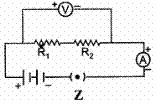 + V −
R₁ R₂
+
A
−
+ −
Z